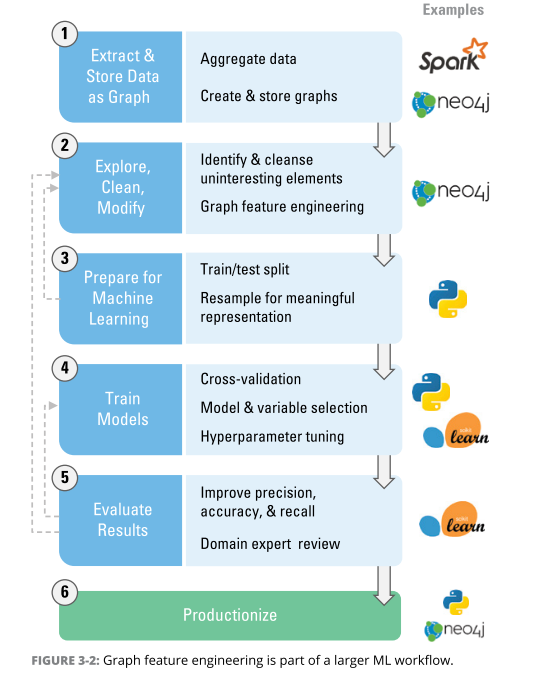 Examples
1
Extract &
Store Data
as Graph
Aggregate data
Create & store graphs
Spark
neo4j
2
Explore,
Clean,
Modify
Identify & cleanse
uninteresting elements
Graph feature engineering
neo4j
3
Prepare for
Machine
Learning
Train/test split
Resample for meaningful
representation
4
Train
Models
Cross-validation
Model & variable selection
Hyperparameter tuning
scikit
learn
5
Evaluate
Results
Improve precision,
accuracy, & recall
Domain expert review
scikit
learn
6
Productionize
neo4j
FIGURE 3-2: Graph feature engineering is part of a larger ML workflow.